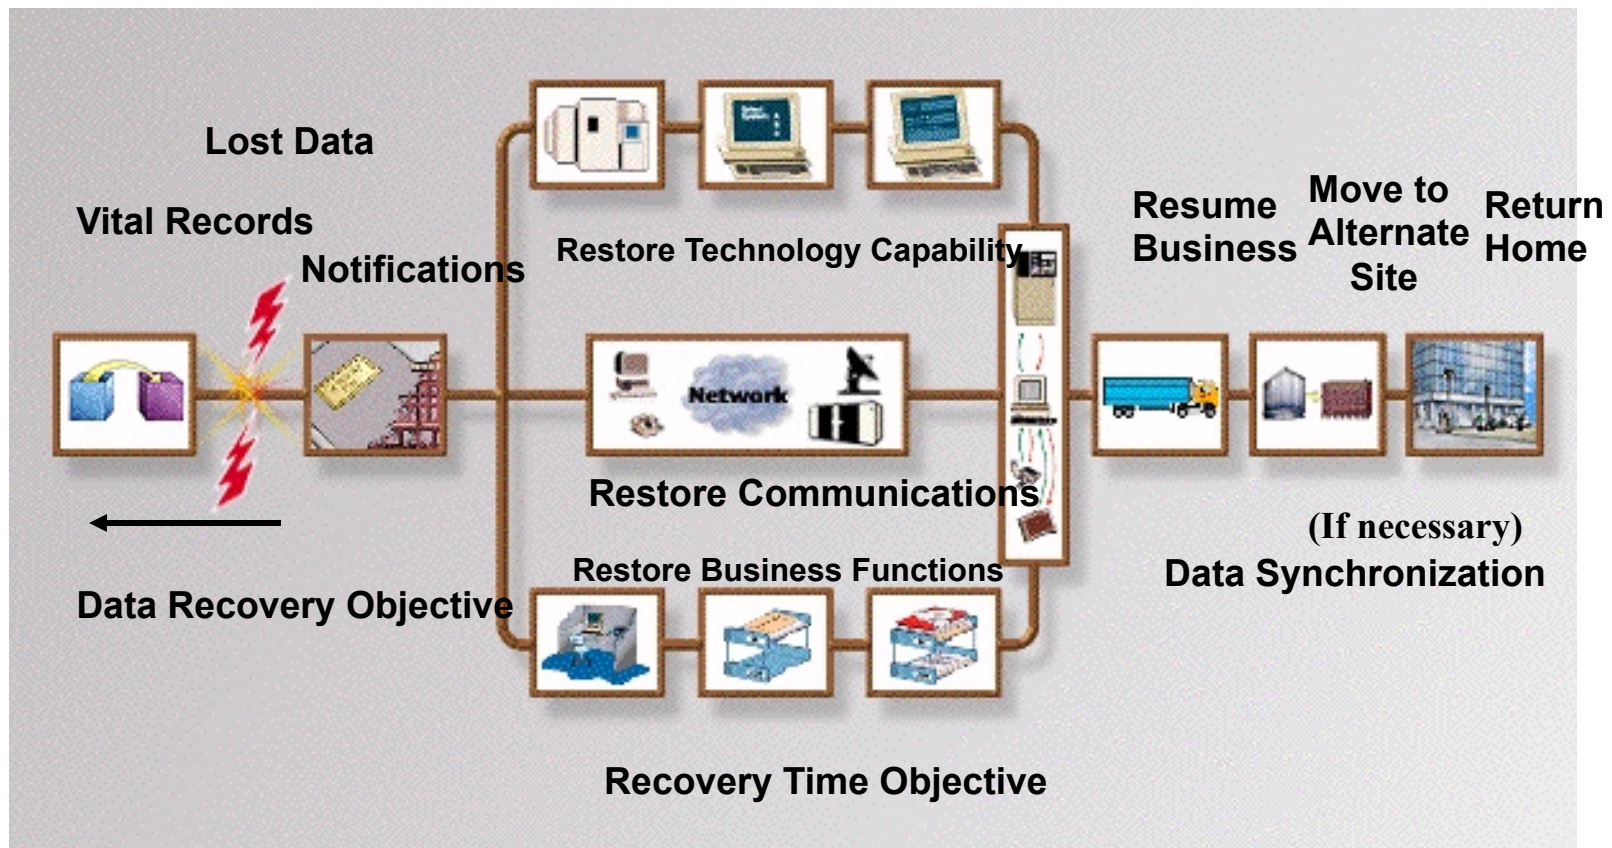 Lost Data
Vital Records
Notifications
Restore Technology Capability
Resume
Business
Move to
Alternate
Site
Return
Home
Network
Restore Communications
(If necessary)
Data Synchronization
Restore Business Functions
Data Recovery Objective
Recovery Time Objective